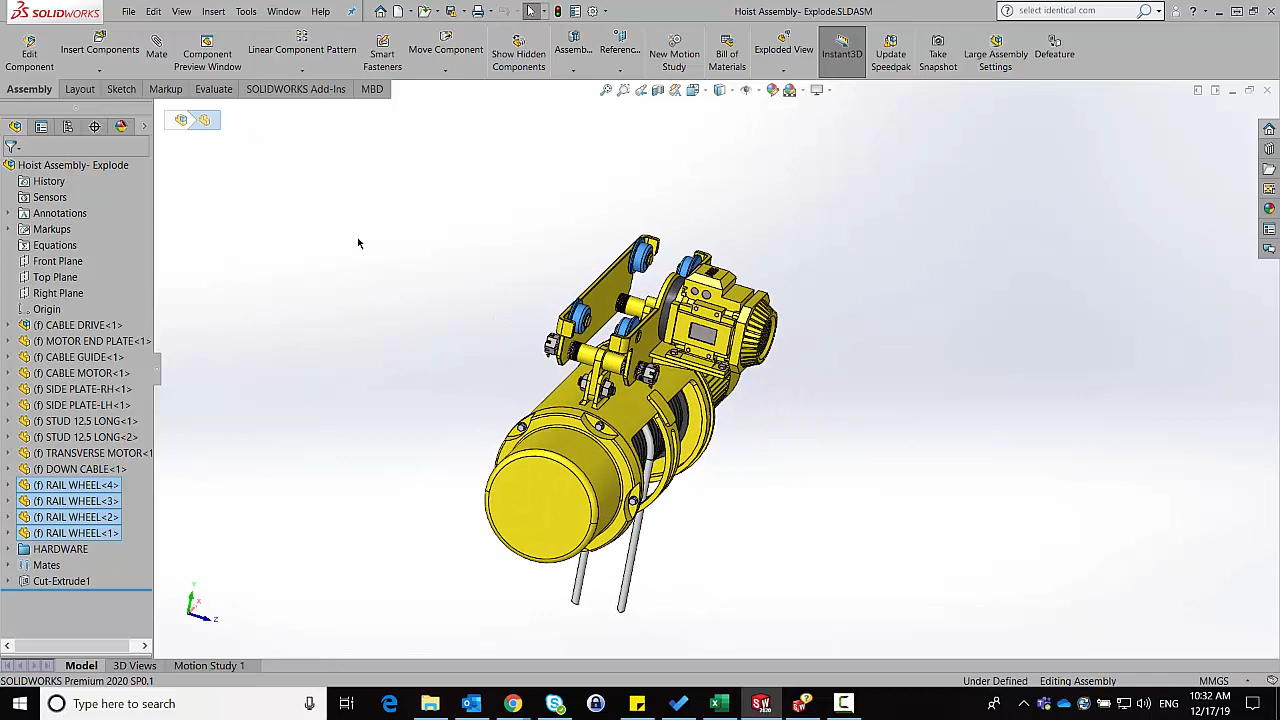 SOLIDWORKS
File
Edit
View
Insert
Tools
Window
Help
Hoist Assembly- Explode.SLDASM
select identical com
Edit
Component
Insert Components
Mate
Component
Preview Window
Linear Component Pattern
Smart
Fasteners
Move Component
Show Hidden
Components
Assemb...
Referenc...
New Motion
Study
Bill of
Materials
Exploded View
Instant3D
Update
Speedpak
Take
Snapshot
Large Assembly
Settings
Defeature
Assembly
Layout
Sketch
Markup
Evaluate
SOLIDWORKS Add-Ins
MBD
Hoist Assembly- Explode
History
Sensors
Annotations
Markups
Equations
Front Plane
Top Plane
Right Plane
Origin
(f) CABLE DRIVE<1>
(f) MOTOR END PLATE<1>
(f) CABLE GUIDE<1>
(f) CABLE MOTOR<1>
(f) SIDE PLATE-RH<1>
(f) SIDE PLATE-LH<1>
(f) STUD 12.5 LONG<1>
(f) STUD 12.5 LONG<2>
(f) TRANSVERSE MOTOR<1
(f) DOWN CABLE<1>
(f) RAIL WHEEL<4>
(f) RAIL WHEEL<3>
(f) RAIL WHEEL<2>
(f) RAIL WHEEL<1>
HARDWARE
Mates
Cut-Extrude1
Y
X
Z
Model
3D Views
Motion Study 1
SOLIDWORKS Premium 2020 SP0.1
Under Defined
Editing Assembly
MMGS
Type here to search
ENG
10:32 AM
12/17/19